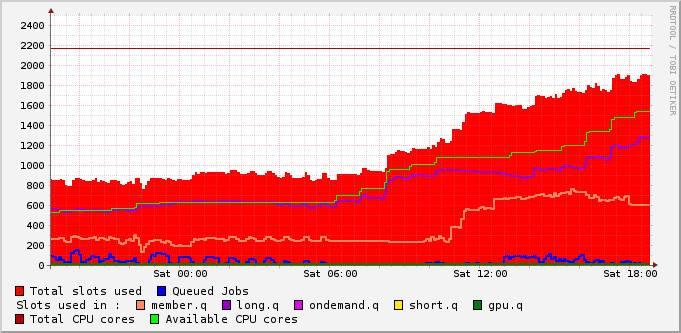 2400
2200
2000
1800
1600
1400
1200
1000
800
600
400
200
0
Sat 00:00 Sat 06:00 Sat 12:00 Sat 18:00
RRDTOOL / TOBI OETIKER
Total slots used Queued Jobs
Slots used in : member.q long.q ondemand.q short.q gpu.q
Total CPU cores Available CPU cores